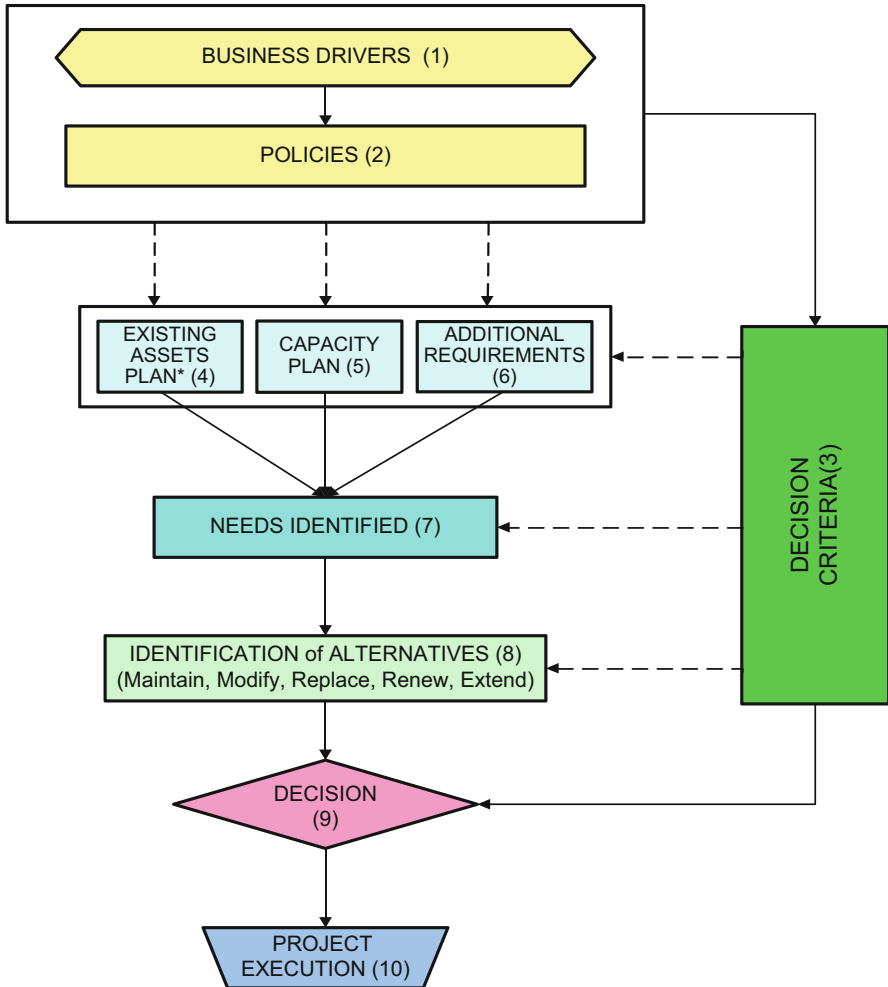 BUSINESS DRIVERS (1)
POLICIES (2)
EXISTING
ASSETS
PLAN* (4)
CAPACITY
PLAN (5)
ADDITIONAL
REQUIREMENTS
(6)
DECISION
CRITERIA(3)
NEEDS IDENTIFIED (7)
IDENTIFICATION of ALTERNATIVES (8)
(Maintain, Modify, Replace, Renew, Extend)
DECISION
(9)
PROJECT
EXECUTION (10)